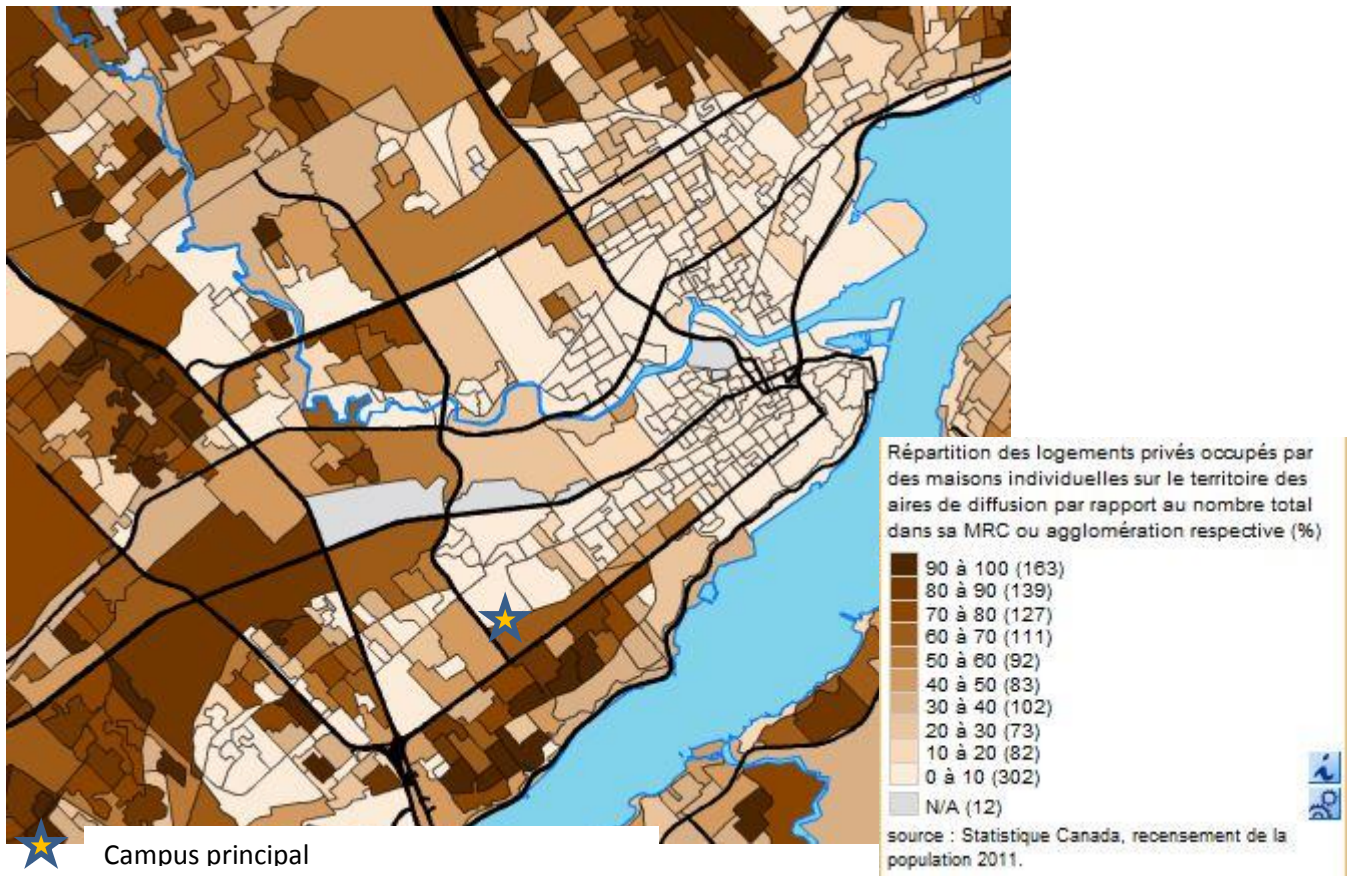 Répartition des logements privés occupés par
des maisons individuelles sur le territoire des
aires de diffusion par rapport au nombre total
dans sa MRC ou agglomération respective (%)
90 à 100 (163)
80 à 90 (139)
70 à 80 (127)
60 à 70 (111)
50 à 60 (92)
40 à 50 (83)
30 à 40 (102)
20 à 30 (73)
10 à 20 (82)
0 à 10 (302)
N/A (12)
i
source : Statistique Canada, recensement de la
population 2011.
Campus principal